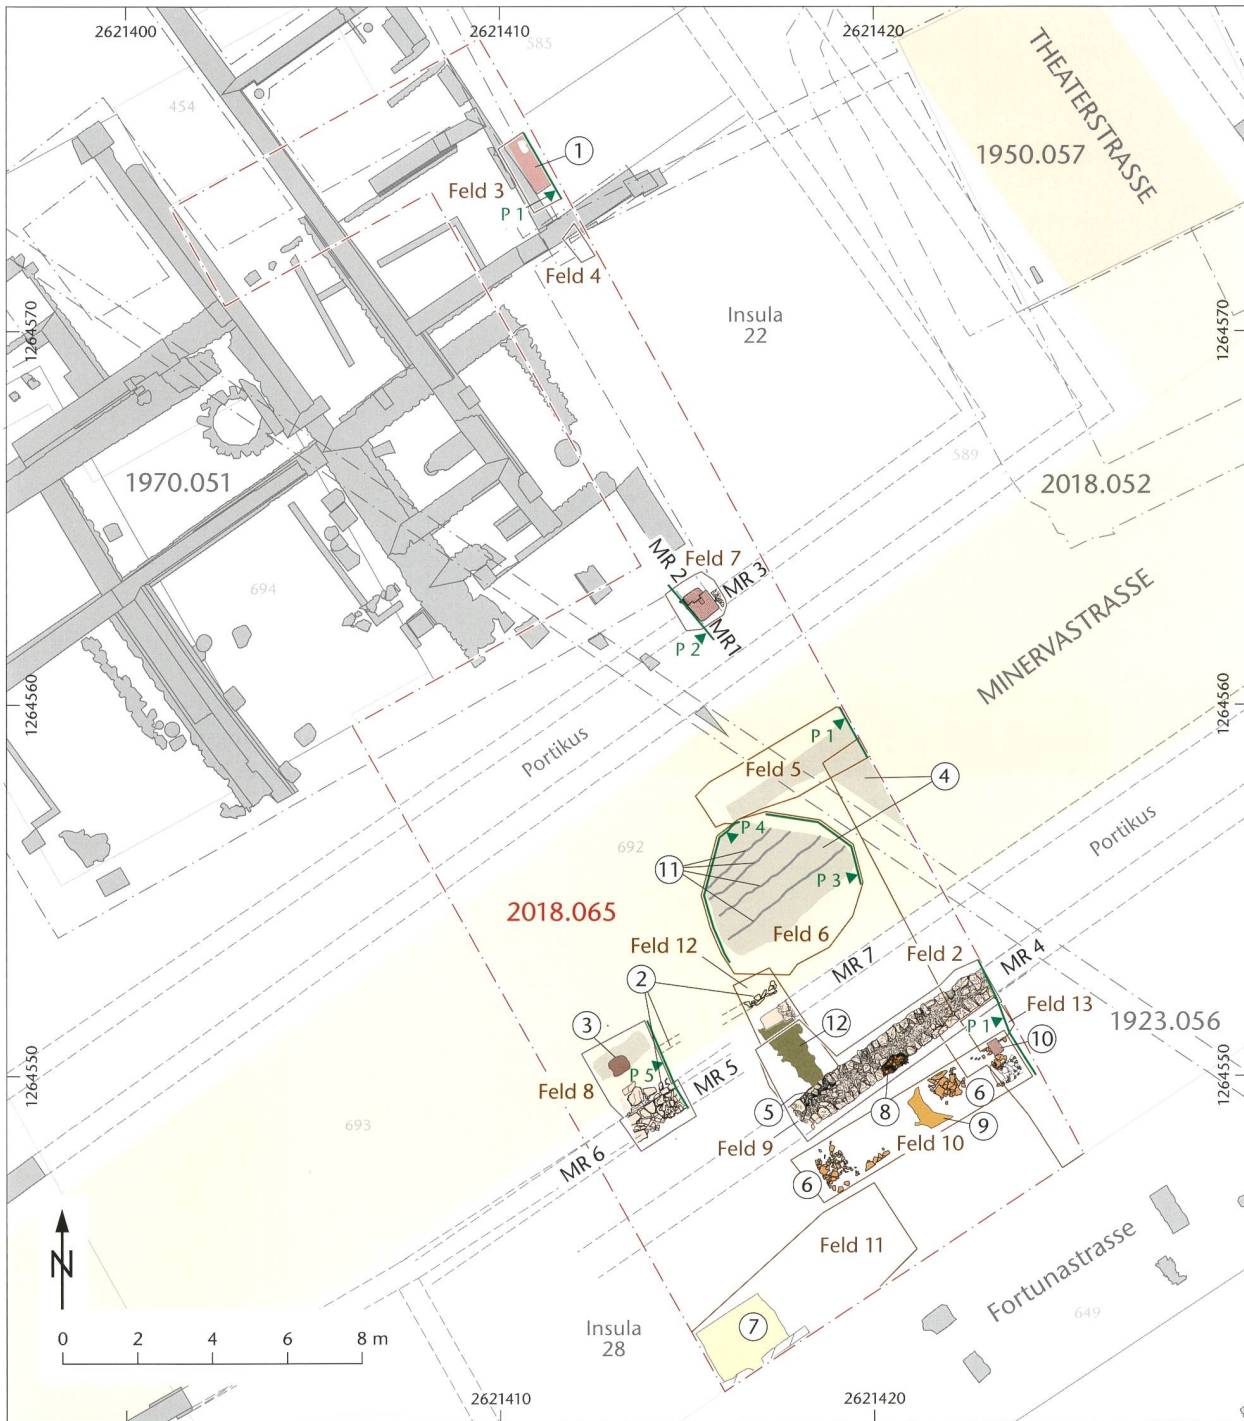 2621400
2621410
2621420
585
454
THEATERSTRASSE
1950.057
1
Feld 3
P 1
Feld 4
1264570
Insula
22
1264570
1970.051
589
2018.052
MR 2
Feld 7
MR 3
694
P 2
MR1
MINERVASTRASSE
1264560
1264560
Portikus
P 1
Feld 5
4
Portikus
692
P 4
11
P 3
2018.065
Feld 6
Feld 12
MR 7
Feld 2
MR 4
2
3
12
Feld 13
P 1
1923.056
10
1264550
P 5
Feld 8
MR 5
6
1264550
5
8
9
693
Feld 9
Feld 10
MR 6
6
N
Feld 11
Fortunastrasse
649
0 2 4 6 8 m
Insula
28
7
2621410
2621420